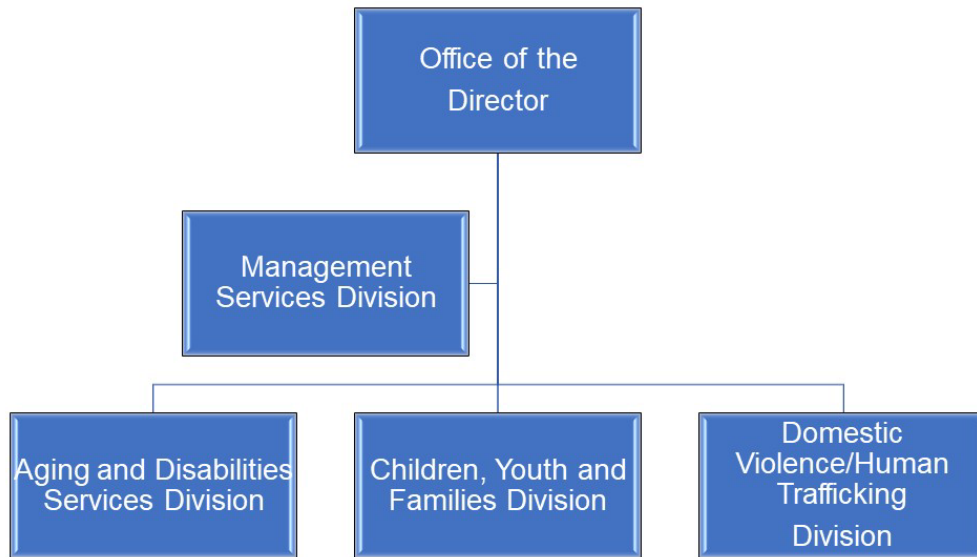 Office of the
Director
Management
Services Division
Aging and Disabilities
Services Division
Children, Youth and
Families Division
Domestic
Violence/Human
Trafficking
Division